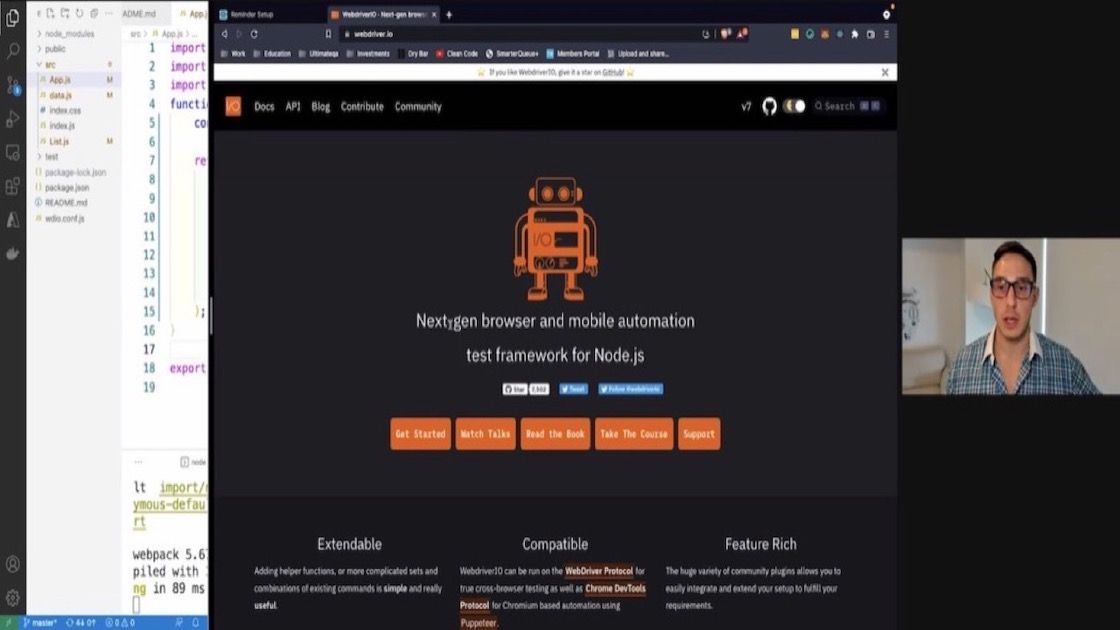 E
ADME.md
App.j
Reminder Setup
WebdriverIO · Next-gen brows
webdriver.io
Work
Education
Ultimateqa
Investments
Dry Bar
Clean Code
SmarterQueue+
Members Portal
Upload and share...
node_modules
public
src
App.js M
data.js M
index.css
index.js
List.js M
test
package-lock.json
package.json
README.md
wdio.conf.js
src > App.js >
1 import
2 import
3 import
4 functi
5 co
6
7 re
8
9
10
11
12
13
14
15 );
16 }
17
18 export
19
If you like WebdriverIO, give it a star on GitHub!
I/O
Docs API Blog Contribute Community
v7
Search
I/O
Next-gen browser and mobile automation
test framework for Node.js
Star
Tweet
Follow @webdriverio
Get Started
Watch Talks
Read the Book
Take The Course
Support
Extendable
Adding helper functions, or more complicated sets and
combinations of existing commands is simple and really
useful.
Compatible
WebdriverIO can be run on the WebDriver Protocol for
true cross-browser testing as well as Chrome DevTools
Protocol for Chromium based automation using
Puppeteer.
Feature Rich
The huge variety of community plugins allows you to
easily integrate and extend your setup to fulfill your
requirements.
node
lt import/
ymous-defau
rt
webpack 5.6
piled with
ng in 89 ms
master*
0 0